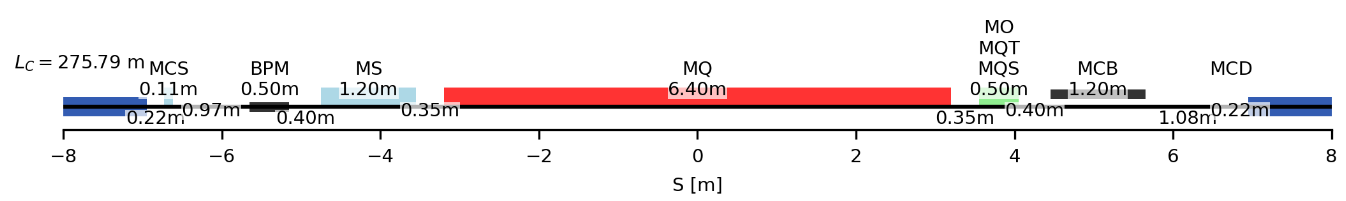 MO
L_C = 275.79 m MCS BPM MS MQ MQT MCB MCD
MQS
0.11m 0.50m 1.20m 6.40m 0.50m 1.20m
0.22m 0.97m 0.40m 0.35m 0.35m 0.40m 1.08m 0.22m
−8 −6 −4 −2 0 2 4 6 8
S [m]